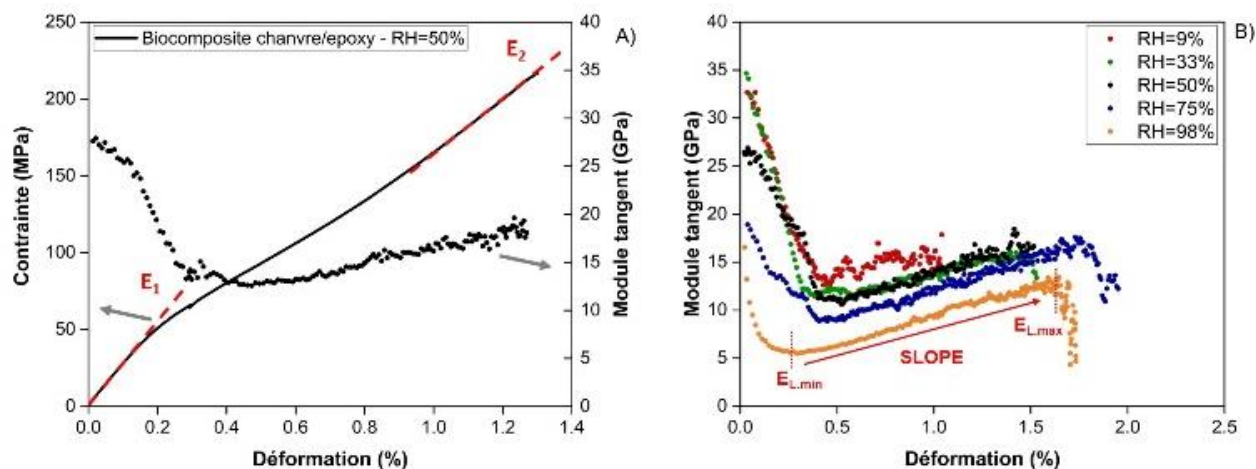 A)
Biocomposite chanvre/epoxy - RH=50%
Contrainte (MPa)
250
200
150
100
50
0
E₁
E₂
Module tangent (GPa)
40
35
30
25
20
15
10
5
0
0.0 0.2 0.4 0.6 0.8 1.0 1.2 1.4
Déformation (%)
B)
RH=9%
RH=33%
RH=50%
RH=75%
RH=98%
Module tangent (GPa)
40
35
30
25
20
15
10
5
0
E_L.min
SLOPE
E_L.max
0.0 0.5 1.0 1.5 2.0 2.5
Déformation (%)